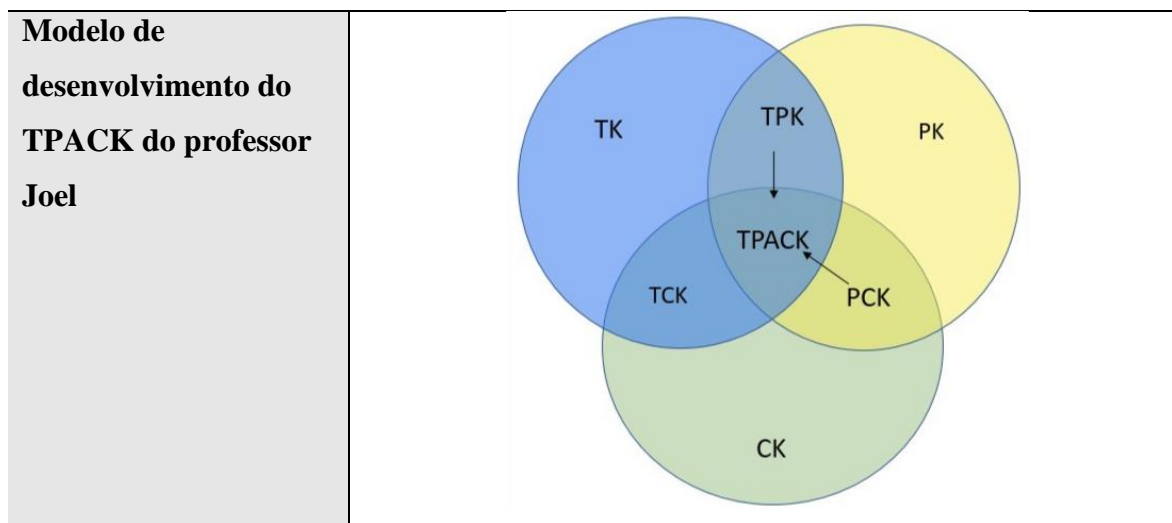 Modelo de
desenvolvimento do
TPACK do professor
Joel
TK
TPK
PK
TPACK
TCK
PCK
CK